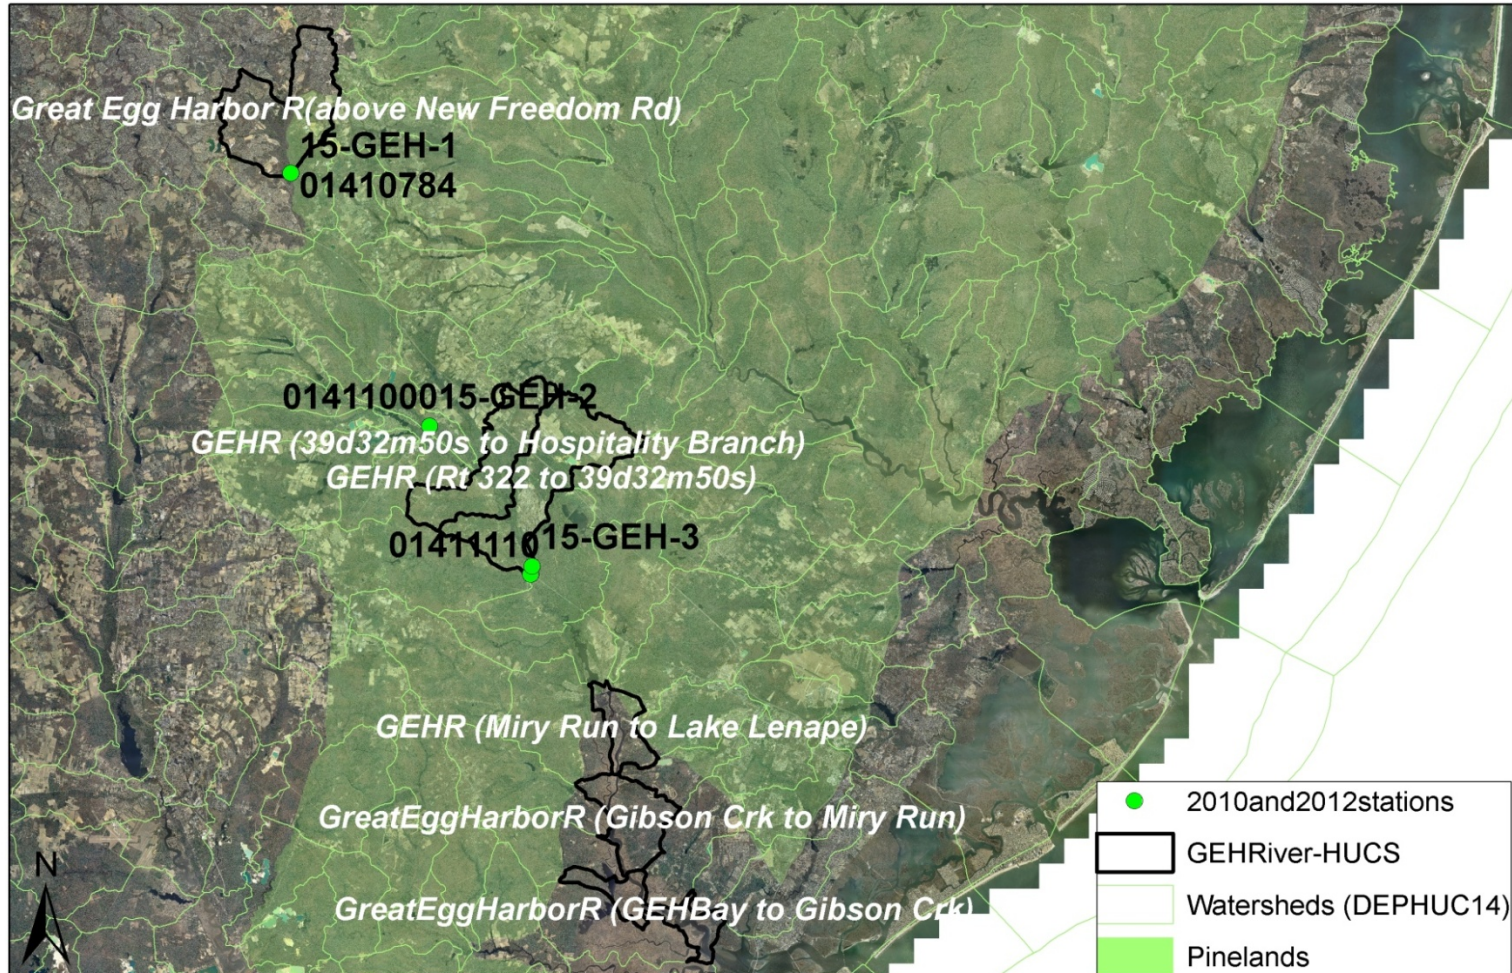 Great Egg Harbor R(above New Freedom Rd)
15-GEH-1
01410784
0141100015-GEH-2
GEHR (39d32m50s to Hospitality Branch)
GEHR (Rt 322 to 39d32m50s)
01411110 15-GEH-3
GEHR (Miry Run to Lake Lenape)
GreatEggHarborR (Gibson Crk to Miry Run)
GreatEggHarborR (GEHBay to Gibson Crk)
N
2010and2012stations
GEHRiver-HUCS
Watersheds (DEPHUC14)
Pinelands